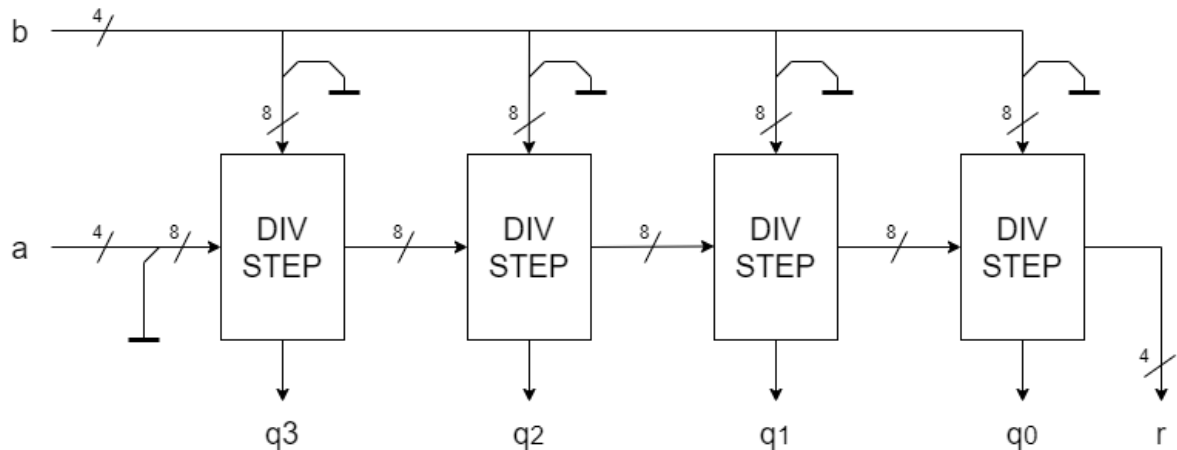 b 4
8 8 8 8
DIV STEP DIV STEP DIV STEP DIV STEP
a 4 8 8 8 8
4
q3 q2 q1 q0 r